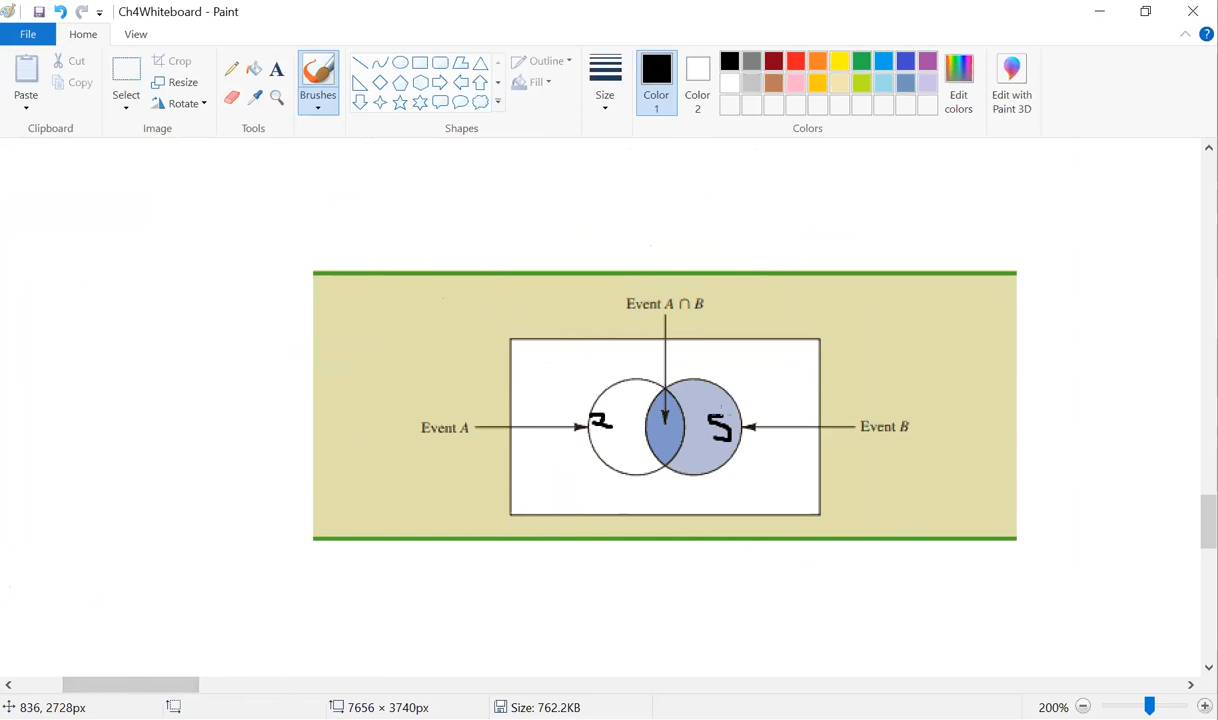 Ch4Whiteboard - Paint
File Home View
Paste
Cut
Copy
Clipboard
Select
Crop
Resize
Rotate
Image
A
Tools
Brushes
Outline
Fill
Shapes
Size
Color
1
Color
2
Edit
colors
Colors
Edit with
Paint 3D
?
Event A ∩ B
Event A
2
5
Event B
836, 2728px
7656 × 3740px
Size: 762.2KB
200%